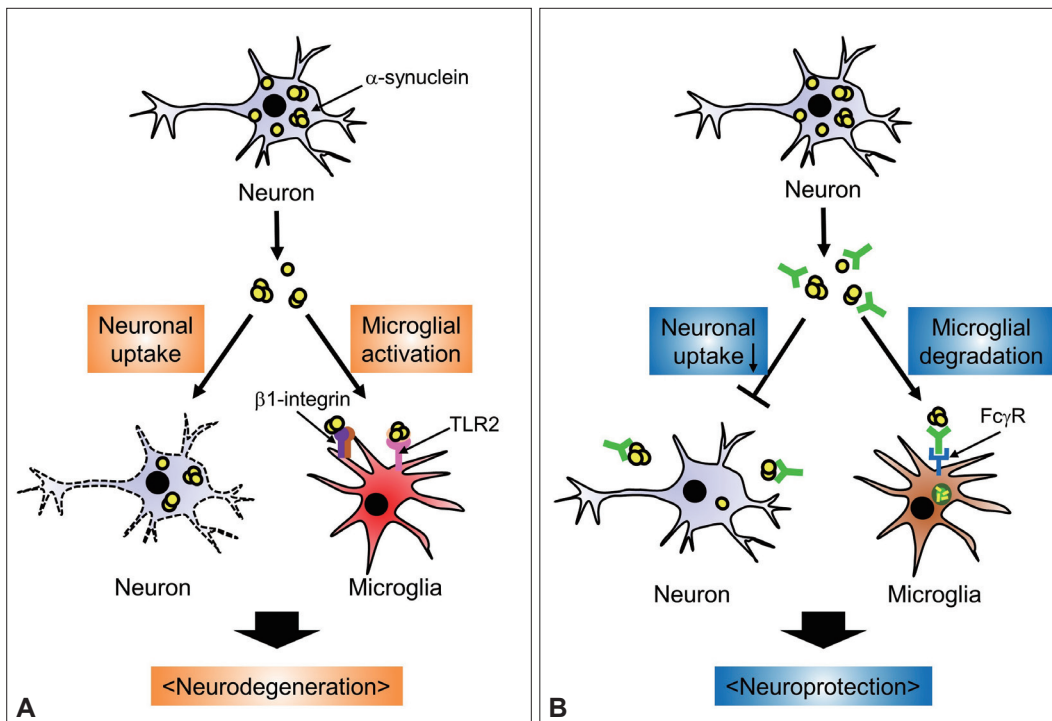 α-synuclein
Neuron
Neuronal
uptake
Microglial
activation
β1-integrin
TLR2
Neuron
Microglia
<Neurodegeneration>
A
Neuron
Neuronal
uptake
Microglial
degradation
FcγR
Neuron
Microglia
<Neuroprotection>
B